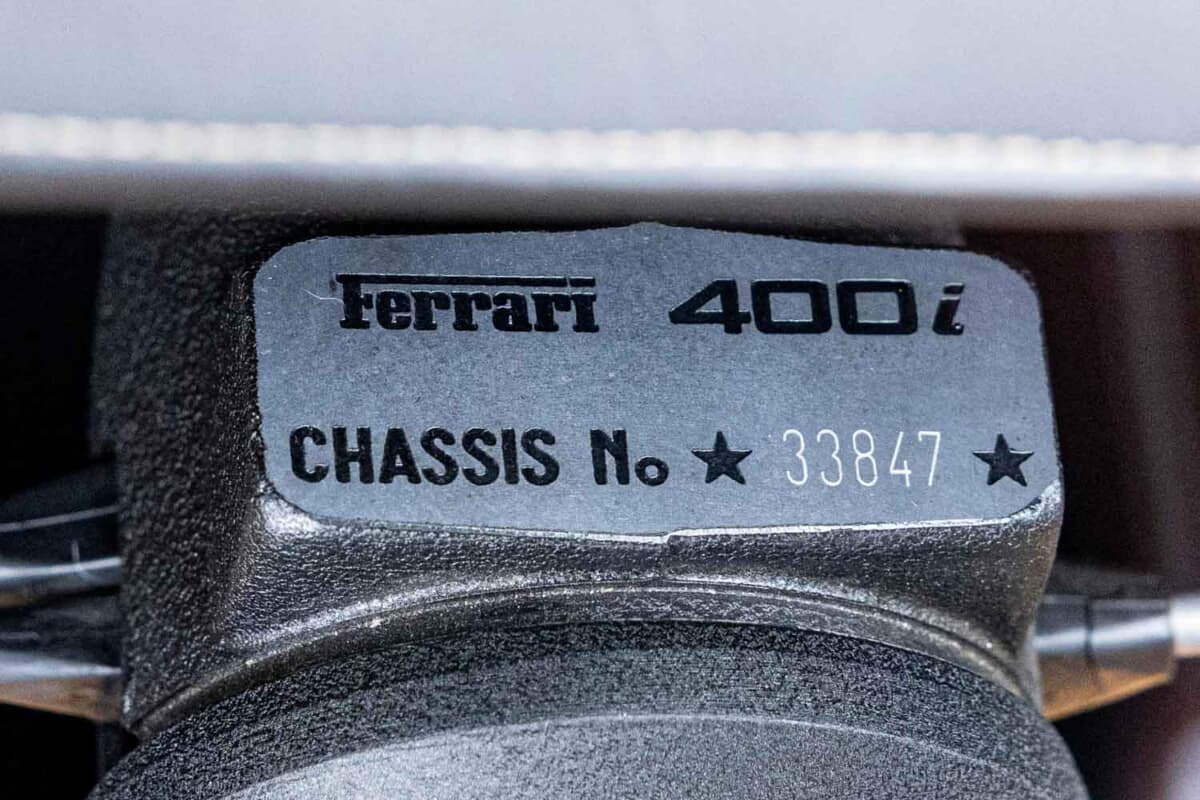 Ferrari 400i
CHASSIS No ★ 33847 ★